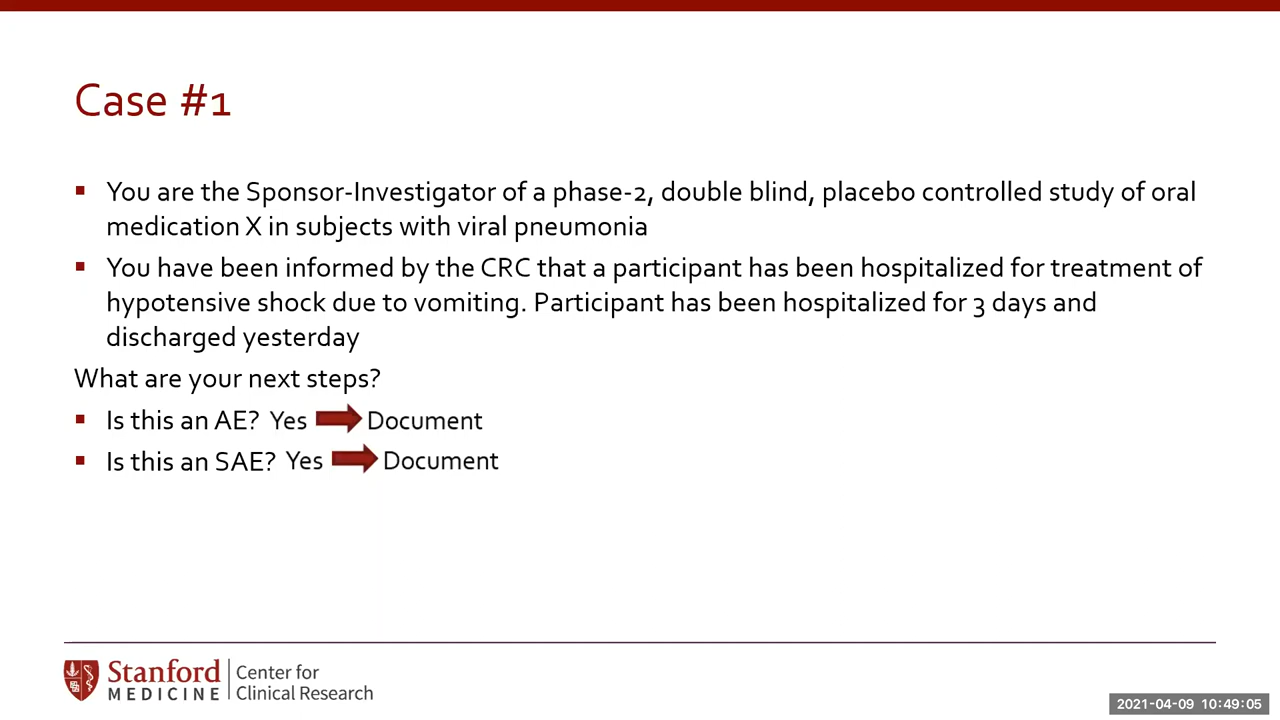 Case #1
▪ You are the Sponsor-Investigator of a phase-2, double blind, placebo controlled study of oral
medication X in subjects with viral pneumonia
▪ You have been informed by the CRC that a participant has been hospitalized for treatment of
hypotensive shock due to vomiting. Participant has been hospitalized for 3 days and
discharged yesterday
What are your next steps?
▪ Is this an AE? Yes Document
▪ Is this an SAE? Yes Document
Stanford
MEDICINE
Center for
Clinical Research
2021-04-09 10:49:05